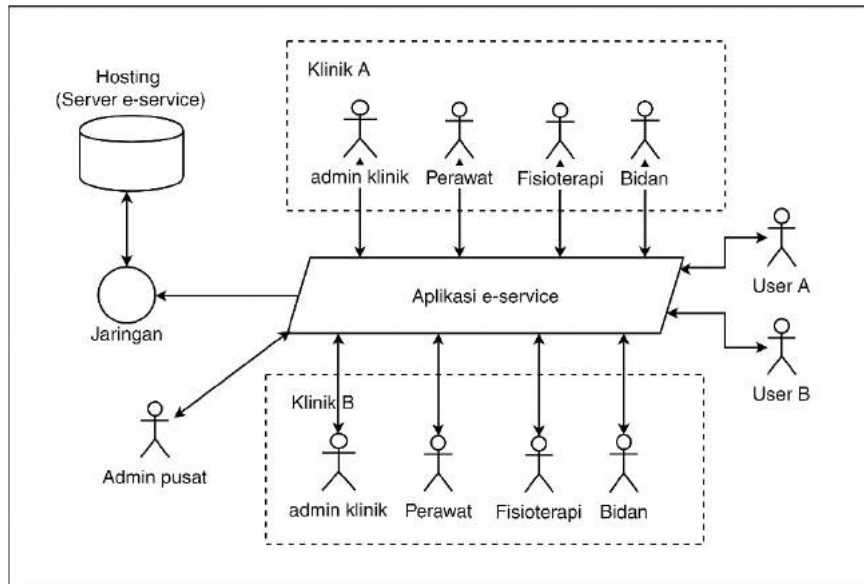 Hosting
(Server e-service)
Klinik A
admin klinik
Perawat
Fisioterapi
Bidan
User A
Aplikasi e-service
Jaringan
User B
Klinik B
Admin pusat
admin klinik
Perawat
Fisioterapi
Bidan